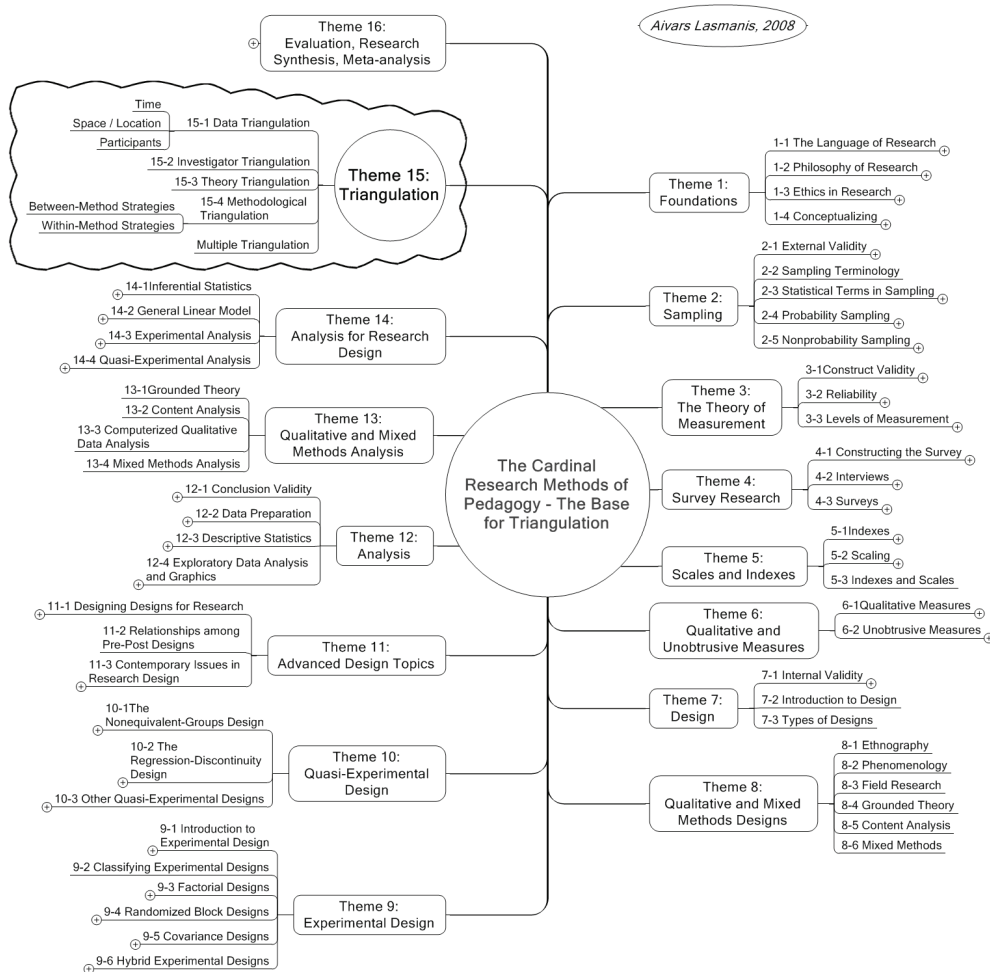 Aivars Lasmanis, 2008
The Cardinal
Research Methods of
Pedagogy - The Base
for Triangulation
Theme 1:
Foundations
1-1 The Language of Research
1-2 Philosophy of Research
1-3 Ethics in Research
1-4 Conceptualizing
Theme 2:
Sampling
2-1 External Validity
2-2 Sampling Terminology
2-3 Statistical Terms in Sampling
2-4 Probability Sampling
2-5 Nonprobability Sampling
Theme 3:
The Theory of
Measurement
3-1Construct Validity
3-2 Reliability
3-3 Levels of Measurement
Theme 4:
Survey Research
4-1 Constructing the Survey
4-2 Interviews
4-3 Surveys
Theme 5:
Scales and Indexes
5-1Indexes
5-2 Scaling
5-3 Indexes and Scales
Theme 6:
Qualitative and
Unobtrusive Measures
6-1Qualitative Measures
6-2 Unobtrusive Measures
Theme 7:
Design
7-1 Internal Validity
7-2 Introduction to Design
7-3 Types of Designs
Theme 8:
Qualitative and Mixed
Methods Designs
8-1 Ethnography
8-2 Phenomenology
8-3 Field Research
8-4 Grounded Theory
8-5 Content Analysis
8-6 Mixed Methods
Theme 9:
Experimental Design
9-1 Introduction to
Experimental Design
9-2 Classifying Experimental Designs
9-3 Factorial Designs
9-4 Randomized Block Designs
9-5 Covariance Designs
9-6 Hybrid Experimental Designs
Theme 10:
Quasi-Experimental
Design
10-1The
Nonequivalent-Groups Design
10-2 The
Regression-Discontinuity
Design
10-3 Other Quasi-Experimental Designs
Theme 11:
Advanced Design Topics
11-1 Designing Designs for Research
11-2 Relationships among
Pre-Post Designs
11-3 Contemporary Issues in
Research Design
Theme 12:
Analysis
12-1 Conclusion Validity
12-2 Data Preparation
12-3 Descriptive Statistics
12-4 Exploratory Data Analysis
and Graphics
Theme 13:
Qualitative and Mixed
Methods Analysis
13-1Grounded Theory
13-2 Content Analysis
13-3 Computerized Qualitative
Data Analysis
13-4 Mixed Methods Analysis
Theme 14:
Analysis for Research
Design
14-1Inferential Statistics
14-2 General Linear Model
14-3 Experimental Analysis
14-4 Quasi-Experimental Analysis
Theme 15:
Triangulation
15-1 Data Triangulation
Time
Space / Location
Participants
15-2 Investigator Triangulation
15-3 Theory Triangulation
15-4 Methodological
Triangulation
Between-Method Strategies
Within-Method Strategies
Multiple Triangulation
Theme 16:
Evaluation, Research
Synthesis, Meta-analysis